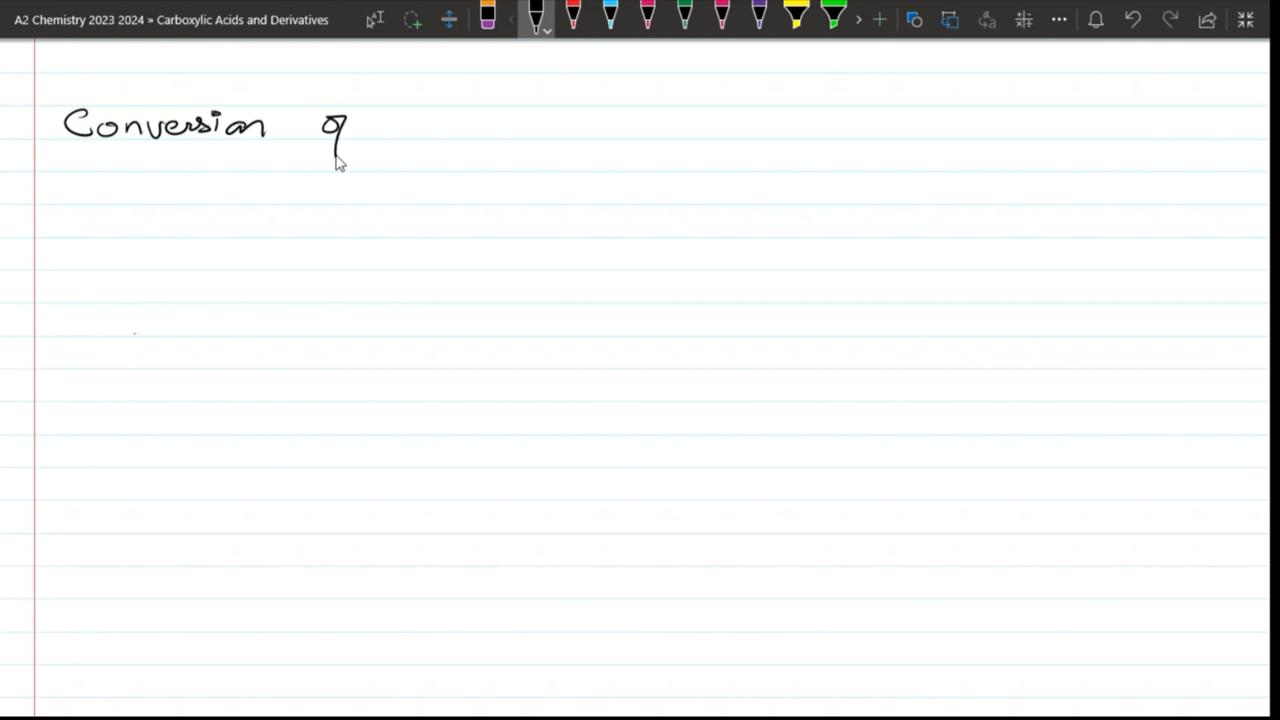 A2 Chemistry 2023 2024 » Carboxylic Acids and Derivatives
Conversion of